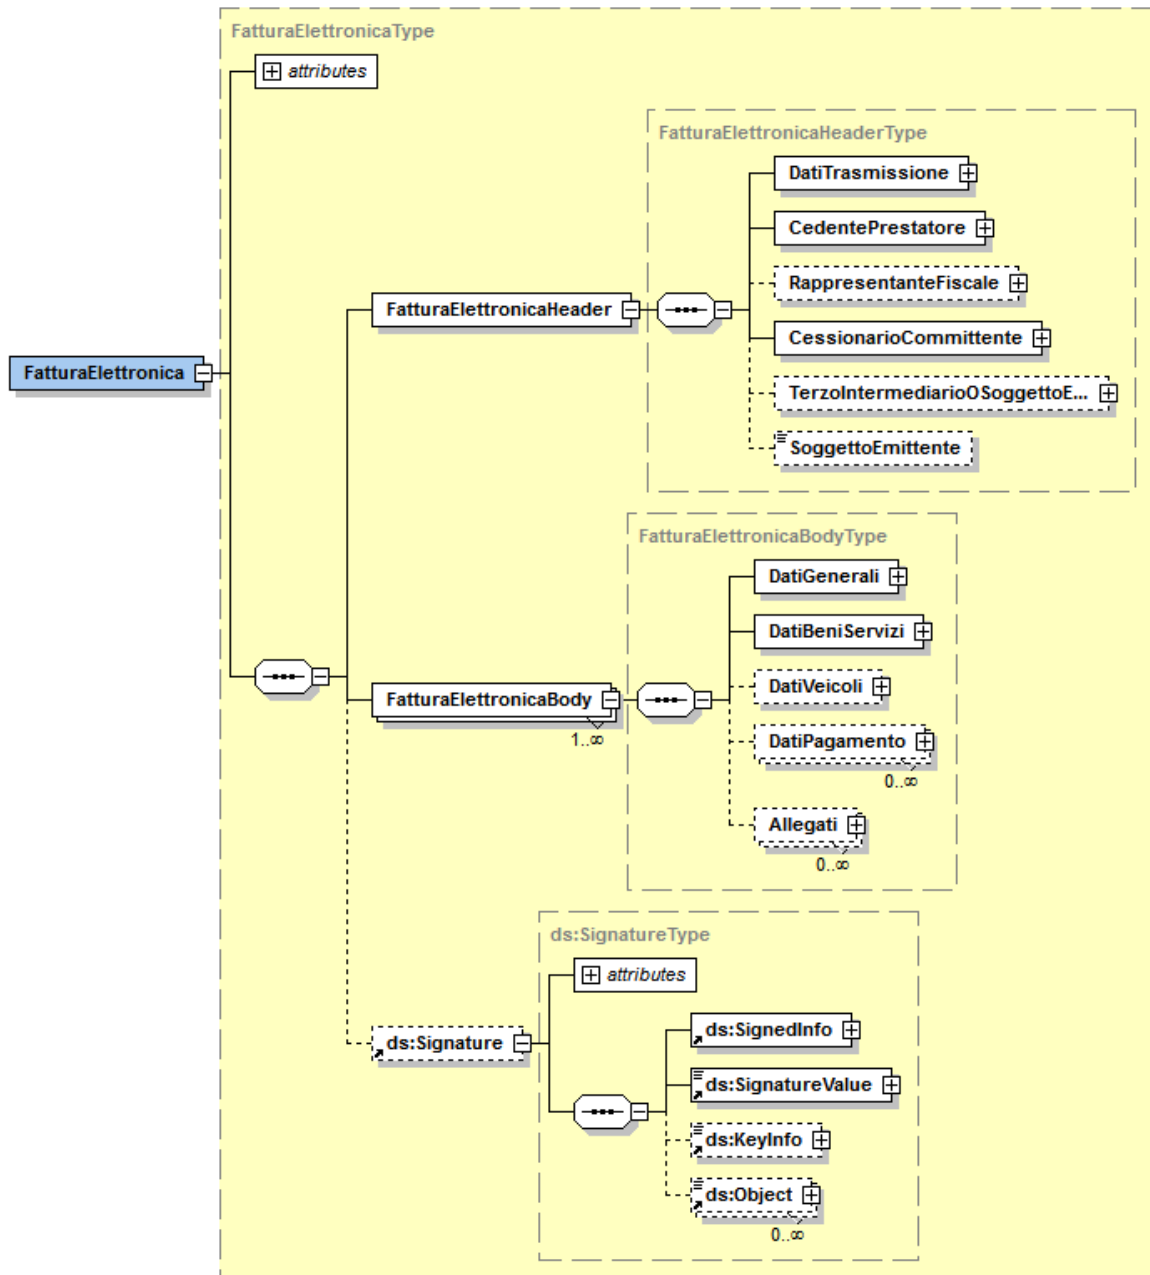 FatturaElettronicaType
attributes
FatturaElettronicaHeaderType
DatiTrasmissione
CedentePrestatore
RappresentanteFiscale
FatturaElettronicaHeader
CessionarioCommittente
FatturaElettronica
TerzoIntermediarioOSoggettoE...
SoggettoEmittente
FatturaElettronicaBodyType
DatiGenerali
DatiBeniServizi
DatiVeicoli
FatturaElettronicaBody
1..∞
DatiPagamento
0..∞
Allegati
0..∞
ds:SignatureType
attributes
ds:Signature
ds:SignedInfo
ds:SignatureValue
ds:KeyInfo
ds:Object
0..∞